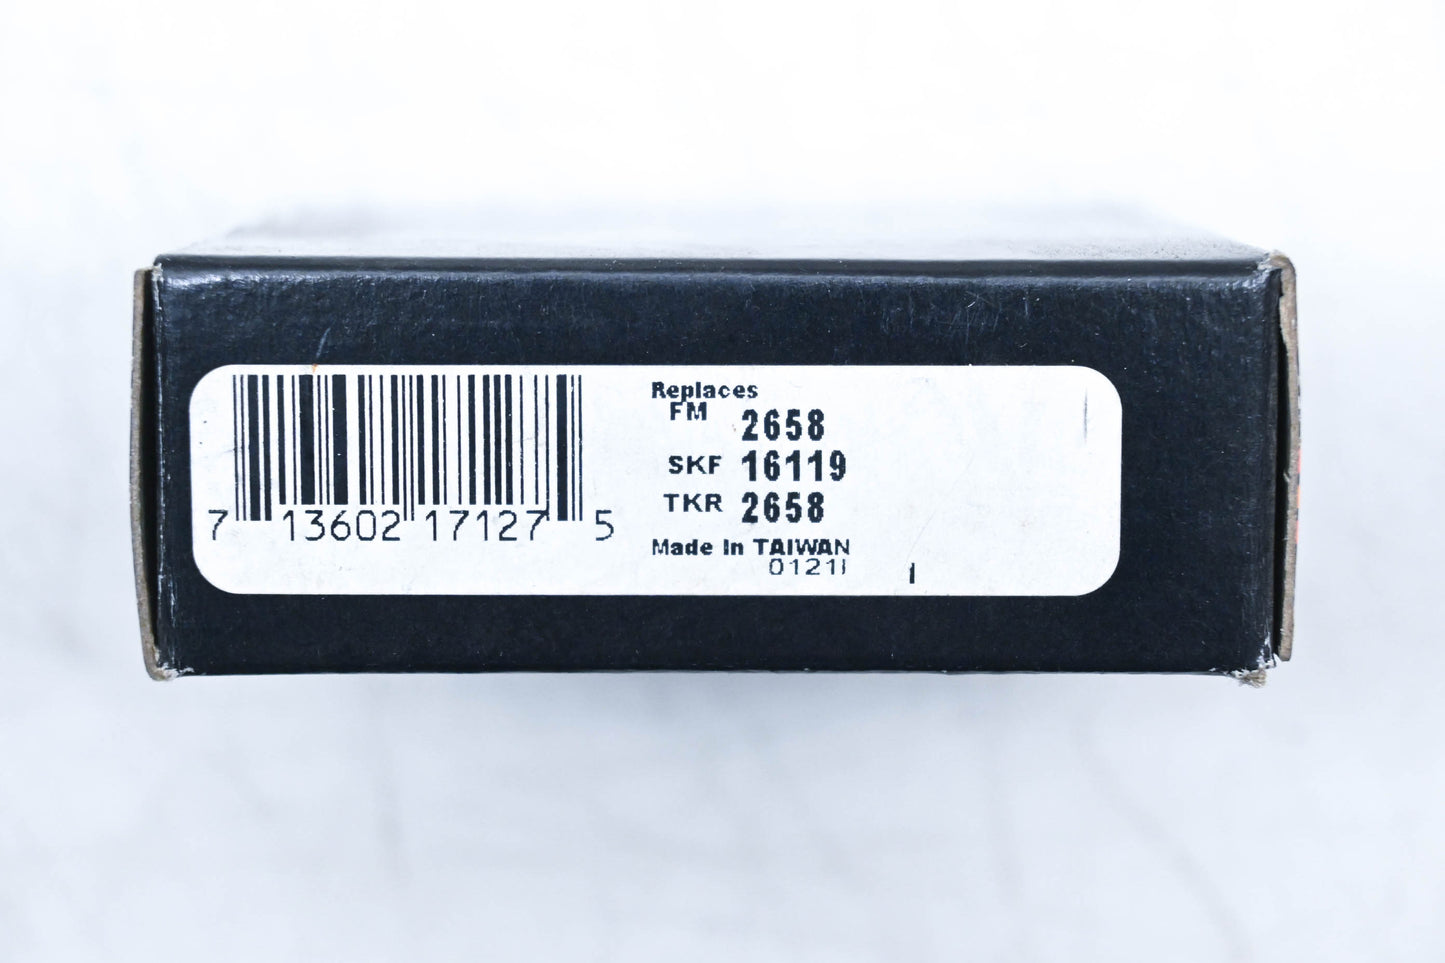 7 13602 17127 5
Replaces
FM 2658
SKF 16119
TKR 2658
Made In TAIWAN
0121I